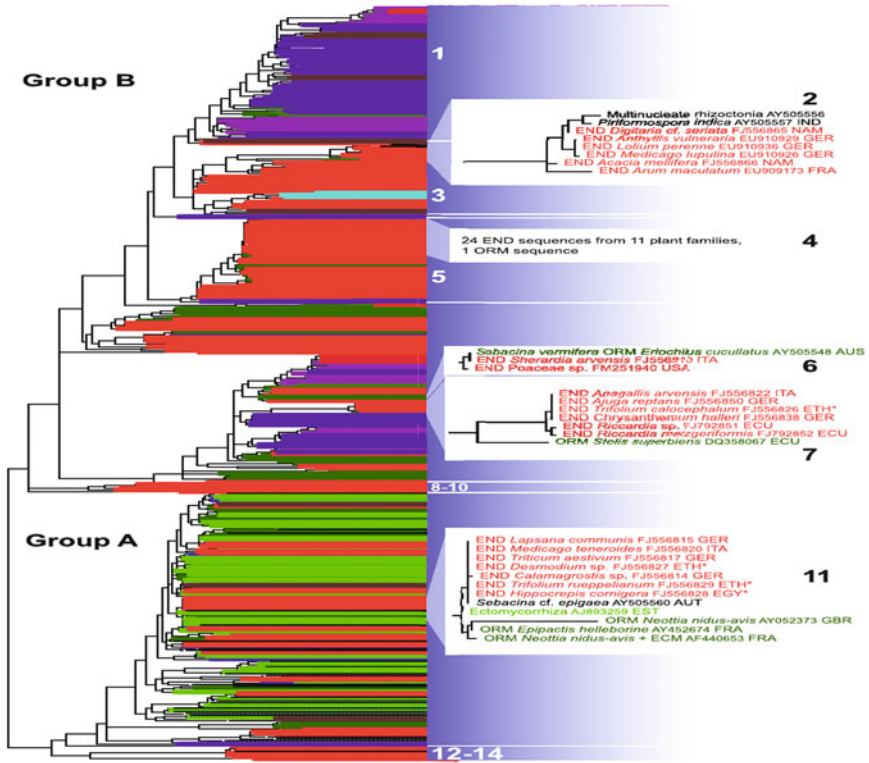 Group B
1
2
Multinucleate rhizoctonia AY505556
Piriformospora indica AY505557 IND
END Digitaria cf. seriata FJ556865 NAM
END Anthyllis vulneraria EU910929 GER
END Lolium perenne EU910936 GER
END Medicago lupulina EU910926 GER
END Acacia mellifera FJ556866 NAM
END Arum maculatum EU909173 FRA
3
24 END sequences from 11 plant families,
1 ORM sequence
4
5
Sebacina vermifera ORM Eriochilus cucullatus AY505548 AUS
END Sherardia arvensis FJ556813 ITA
END Poaceae sp. FM251940 USA
6
END Anagallis arvensis FJ556822 ITA
END Ajuga reptans FJ556850 GER
END Trifolium calocephalum FJ556826 ETH*
END Chrysanthemum halleri FJ556838 GER
END Riccardia sp. FJ792851 ECU
END Riccardia metzgeriformis FJ792852 ECU
ORM Stelis superbiens DQ358067 ECU
7
8-10
Group A
END Lapsana communis FJ556815 GER
END Medicago teneroides FJ556820 ITA
END Triticum aestivum FJ556817 GER
END Desmodium sp. FJ556827 ETH*
END Calamagrostis sp. FJ556814 GER
END Trifolium rueppelianum FJ556829 ETH*
END Hippocrepis cornigera FJ556828 EGY*
Sebacina cf. epigaea AY505560 AUT
Ectomycorrhiza AJ893259 EST
ORM Neottia nidus-avis AY052373 GBR
ORM Epipactis helleborine AY452674 FRA
ORM Neottia nidus-avis + ECM AF440653 FRA
11
12-14